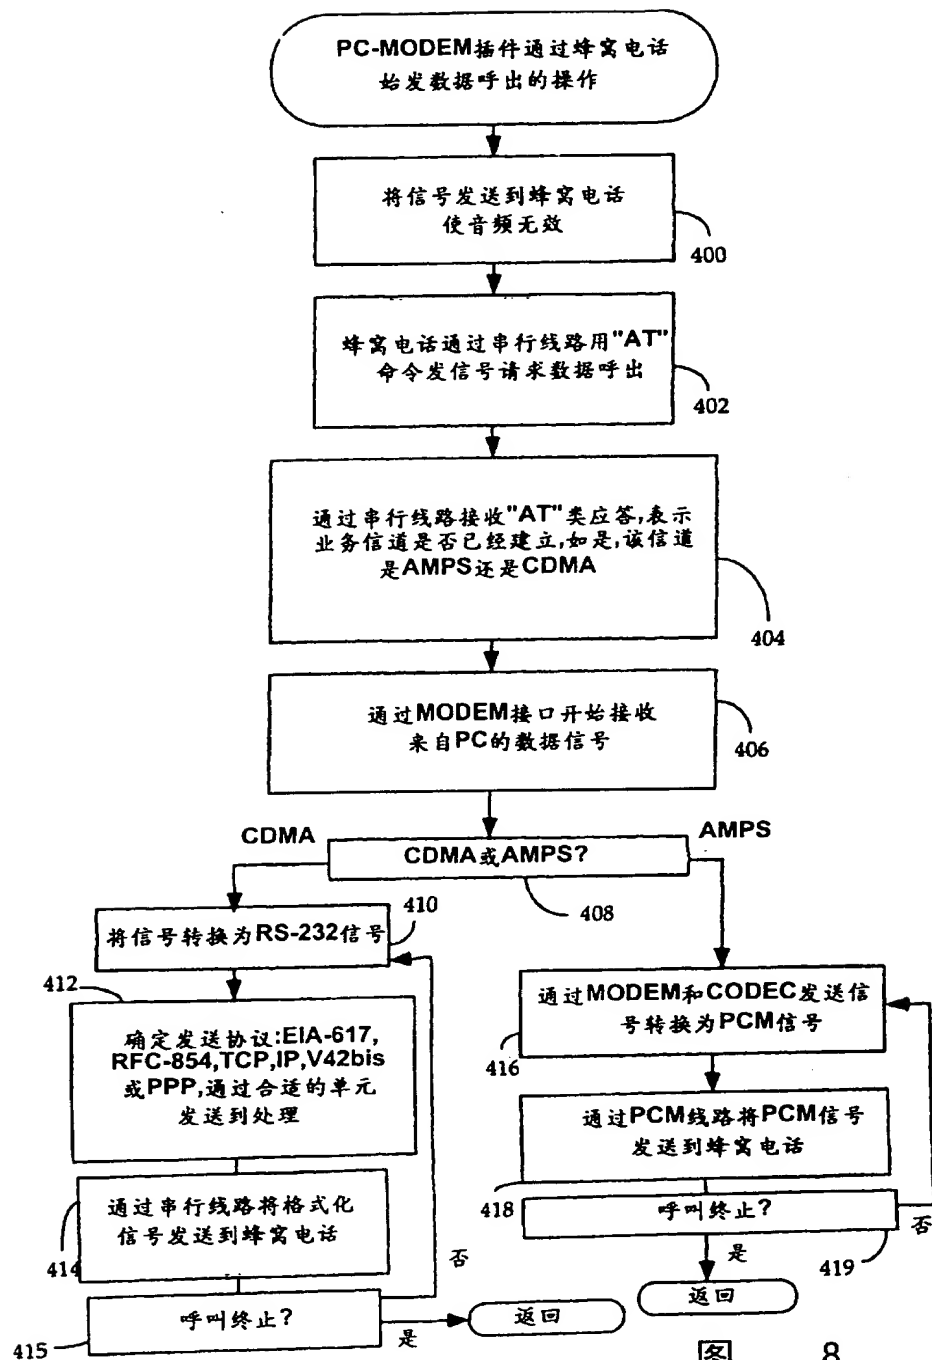 PC-MODEM插件通过蜂窝电话
始发数据呼出的操作
将信号发送到蜂窝电话
使音频无效
400
蜂窝电话通过串行线路用"AT"
命令发信号请求数据呼出
402
通过串行线路接收"AT"类应答,表示
业务信道是否已经建立,如是,该信道
是AMPS还是CDMA
404
通过MODEM接口开始接收
来自PC的数据信号
406
CDMA
AMPS
CDMA或AMPS?
408
410
将信号转换为RS-232信号
412
确定发送协议:EIA-617,
RFC-854,TCP,IP,V42bis
或PPP,通过合适的单元
发送到处理
通过串行线路将格式化
信号发送到蜂窝电话
414
否
呼叫终止?
415
是
返回
通过MODEM和CODEC发送信
号转换为PCM信号
416
通过PCM线路将PCM信号
发送到蜂窝电话
418
呼叫终止?
否
419
是
返回
图 8